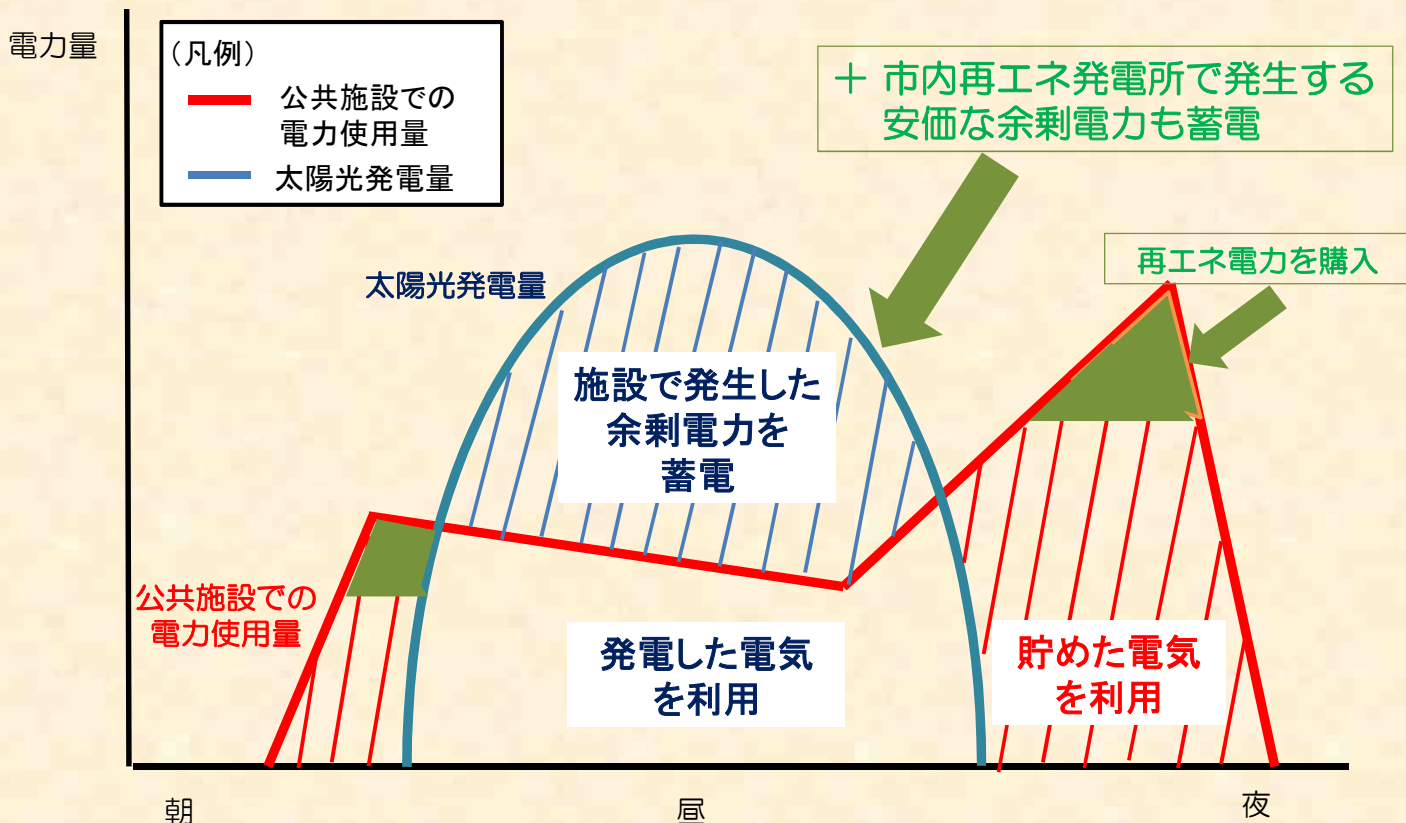 電力量
(凡例)
公共施設での
電力使用量
太陽光発電量
＋ 市内再エネ発電所で発生する
安価な余剰電力も蓄電
再エネ電力を購入
太陽光発電量
施設で発生した
余剰電力を
蓄電
公共施設での
電力使用量
発電した電気
を利用
貯めた電気
を利用
朝
昼
夜